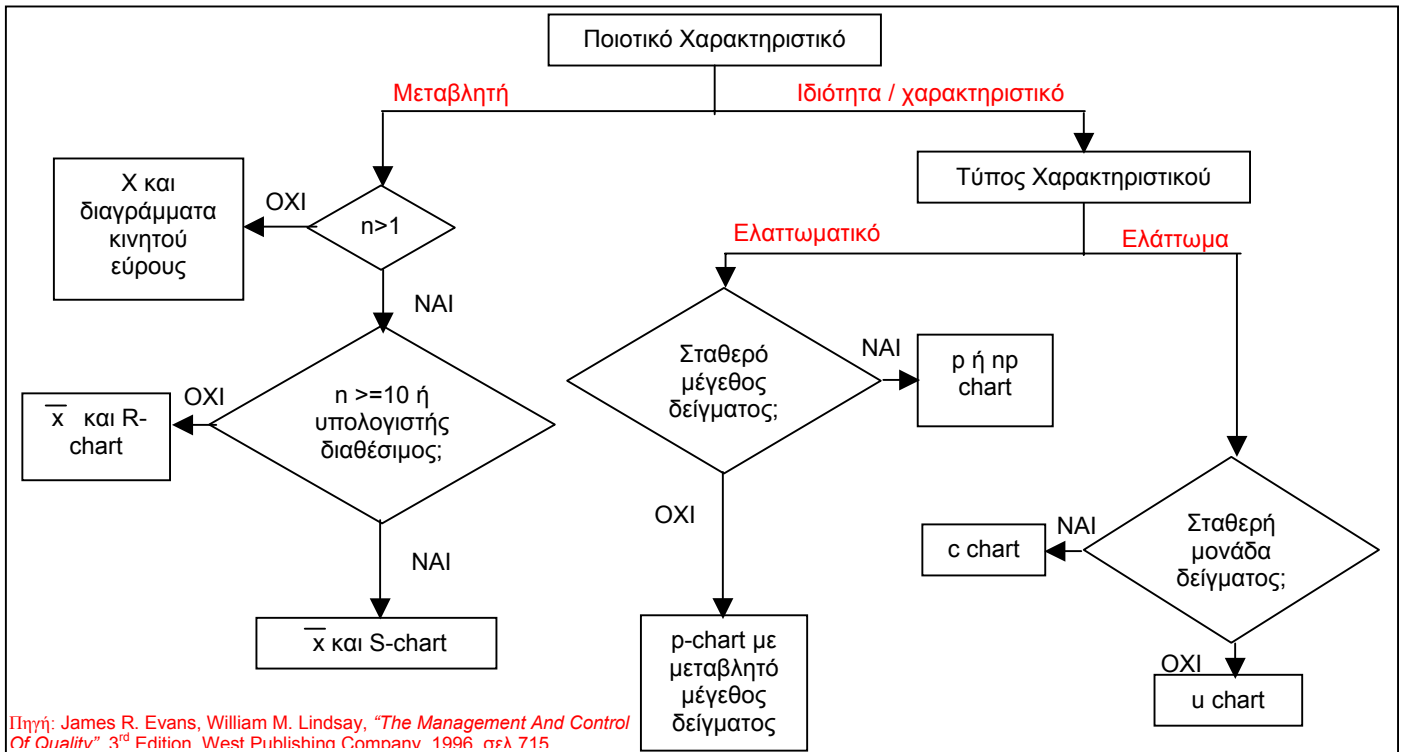 Ποιοτικό Χαρακτηριστικό
Μεταβλητή
Ιδιότητα / χαρακτηριστικό
Χ και
διαγράμματα
κινητού
εύρους
ΟΧΙ
n>1
ΝΑΙ
Τύπος Χαρακτηριστικού
Ελαττωματικό
Ελάττωμα
x και R-
chart
ΟΧΙ
n >=10 ή
υπολογιστής
διαθέσιμος;
ΝΑΙ
x και S-chart
Σταθερό
μέγεθος
δείγματος;
ΝΑΙ
p ή np
chart
ΟΧΙ
p-chart με
μεταβλητό
μέγεθος
δείγματος
c chart
ΝΑΙ
Σταθερή
μονάδα
δείγματος;
ΟΧΙ
u chart
Πηγή: James R. Evans, William M. Lindsay, “The Management And Control
Of Quality”, 3rd Edition, West Publishing Company, 1996, σελ.715